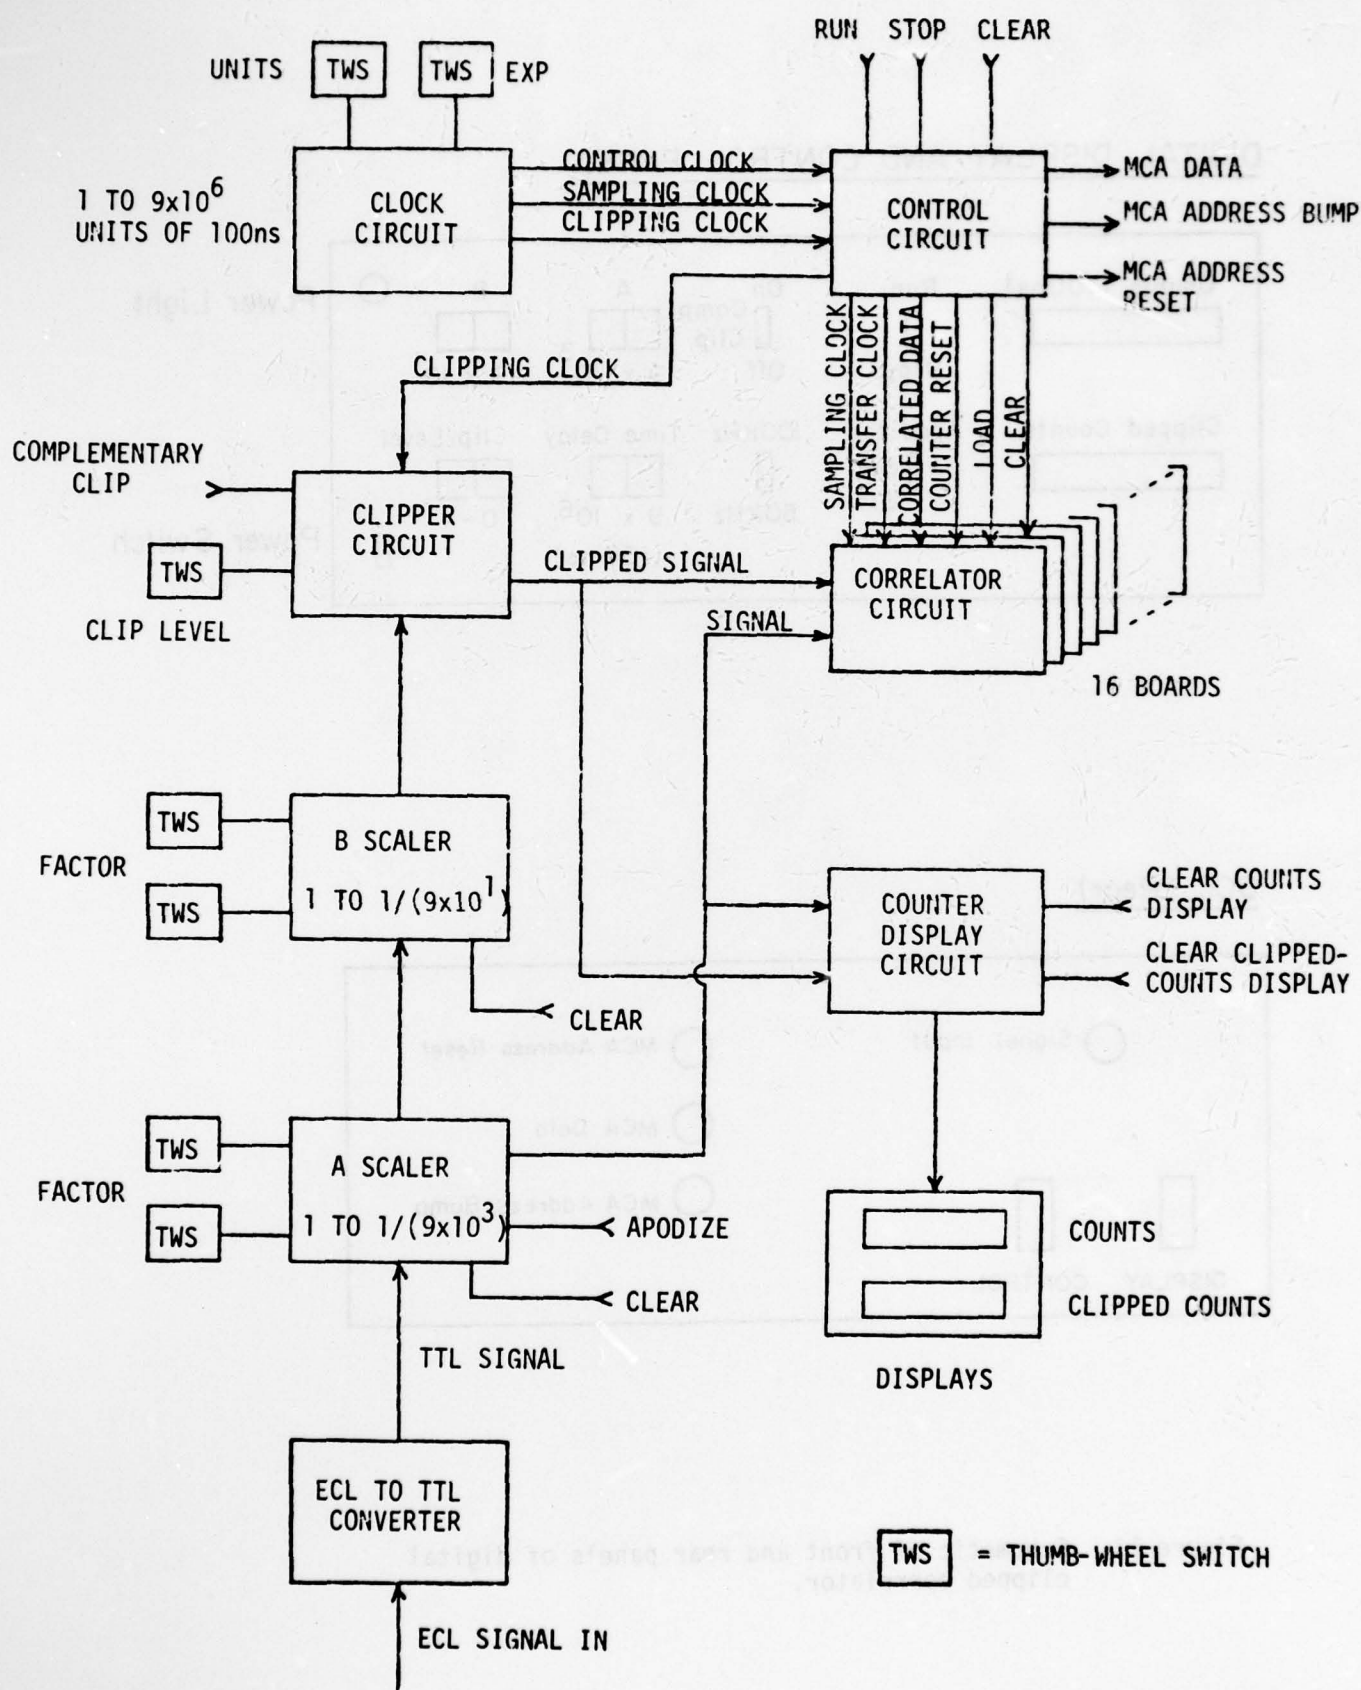 RUN STOP CLEAR
UNITS TWS TWS EXP
1 TO 9x10^6
UNITS OF 100ns
CLOCK
CIRCUIT
CONTROL CLOCK
SAMPLING CLOCK
CLIPPING CLOCK
CONTROL
CIRCUIT
MCA DATA
MCA ADDRESS BUMP
MCA ADDRESS
RESET
CLIPPING CLOCK
SAMPLING CLOCK
TRANSFER CLOCK
CORRELATED DATA
COUNTER RESET
LOAD
CLEAR
COMPLEMENTARY
CLIP
TWS
CLIP LEVEL
CLIPPER
CIRCUIT
CLIPPED SIGNAL
SIGNAL
CORRELATOR
CIRCUIT
16 BOARDS
TWS
FACTOR
TWS
B SCALER
1 TO 1/(9x10^1)
CLEAR
COUNTER
DISPLAY
CIRCUIT
CLEAR COUNTS
DISPLAY
CLEAR CLIPPED-
COUNTS DISPLAY
TWS
FACTOR
TWS
A SCALER
1 TO 1/(9x10^3)
APODIZE
CLEAR
COUNTS
CLIPPED COUNTS
DISPLAYS
TTL SIGNAL
ECL TO TTL
CONVERTER
TWS = THUMB-WHEEL SWITCH
ECL SIGNAL IN